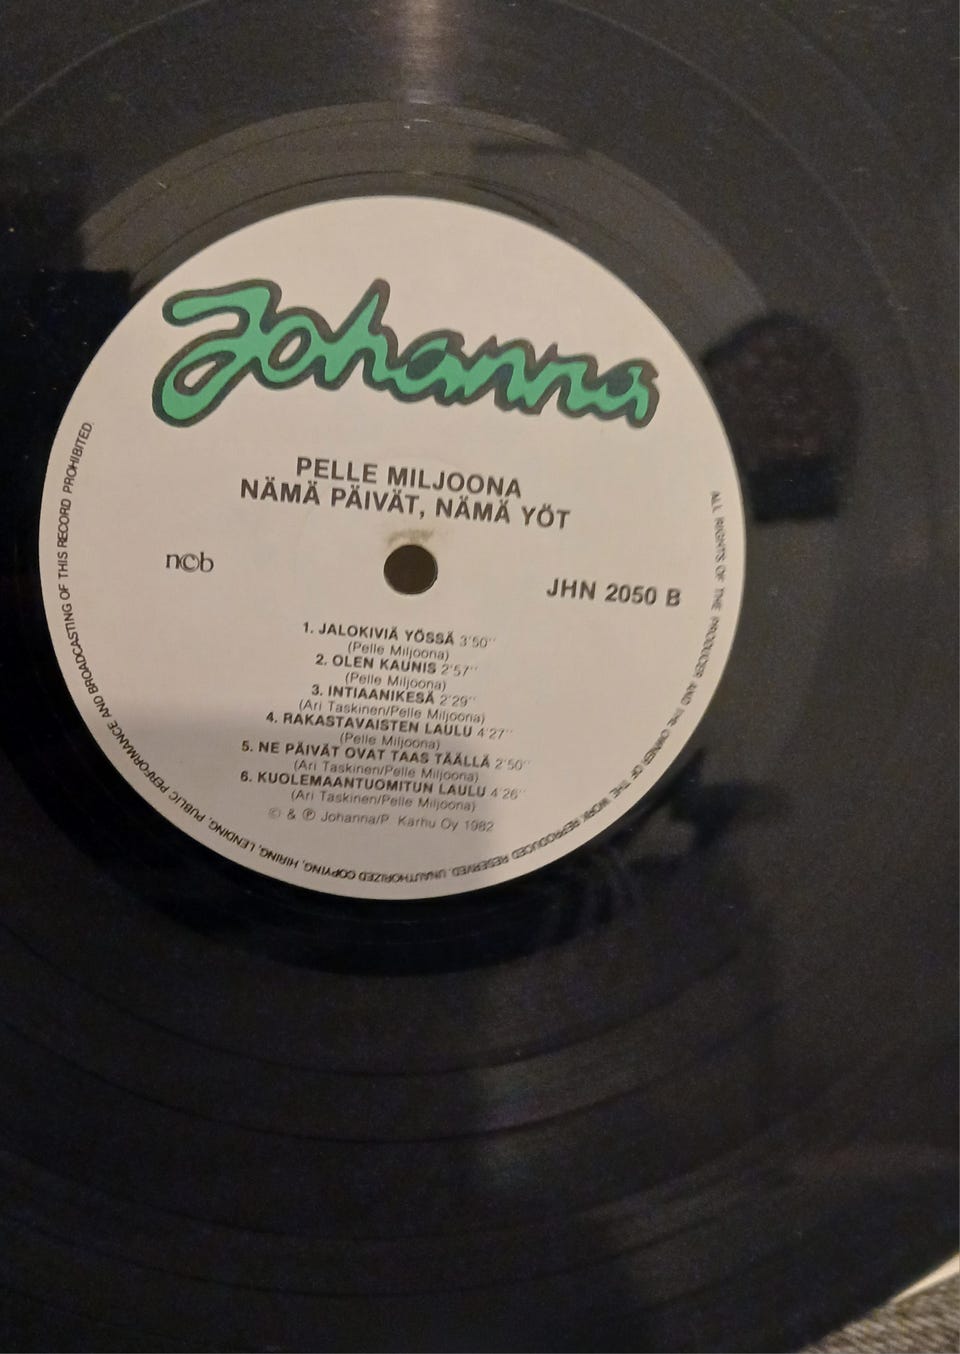 Johanna
PELLE MILJOONA
NÄMÄ PÄIVÄT, NÄMÄ YÖT
n©b
JHN 2050 B
1. JALOKIVIÄ YÖSSÄ 3'50''
(Pelle Miljoona)
2. OLEN KAUNIS 2'57''
(Pelle Miljoona)
3. INTIAANIKESÄ 2'29''
(Ari Taskinen/Pelle Miljoona)
4. RAKASTAVAISTEN LAULU 4'27''
(Pelle Miljoona)
5. NE PÄIVÄT OVAT TAAS TÄÄLLÄ 2'50''
(Ari Taskinen/Pelle Miljoona)
6. KUOLEMAANTUOMITUN LAULU 4'26''
(Ari Taskinen/Pelle Miljoona)
© & ℗ Johanna/P. Karhu Oy 1982
ALL RIGHTS OF THE PRODUCER AND THE OWNER OF THE WORK REPRODUCED RESERVED. UNAUTHORIZED COPYING, HIRING, LENDING, PUBLIC PERFORMANCE AND BROADCASTING OF THIS RECORD PROHIBITED.